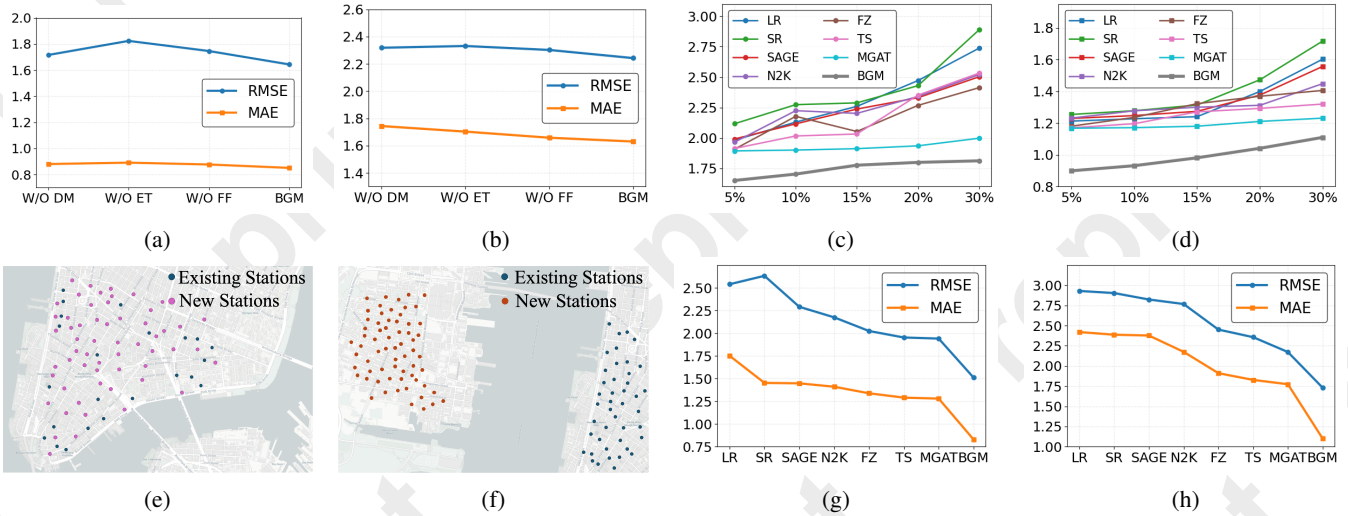 2.0
1.8
1.6
1.4
1.2
1.0
0.8
RMSE
MAE
W/O DM W/O ET W/O FF BGM
(a)
2.6
2.4
2.2
2.0
1.8
1.6
1.4
RMSE
MAE
W/O DM W/O ET W/O FF BGM
(b)
3.00
2.75
2.50
2.25
2.00
1.75
LR FZ
SR TS
SAGE MGAT
N2K BGM
5% 10% 15% 20% 30%
(c)
1.8
1.6
1.4
1.2
1.0
0.8
LR FZ
SR TS
SAGE MGAT
N2K BGM
5% 10% 15% 20% 30%
(d)
Existing Stations
New Stations
(e)
Existing Stations
New Stations
(f)
2.50
2.25
2.00
1.75
1.50
1.25
1.00
0.75
RMSE
MAE
LR SR SAGE N2K FZ TS MGAT BGM
(g)
3.00
2.75
2.50
2.25
2.00
1.75
1.50
1.25
1.00
RMSE
MAE
LR SR SAGE N2K FZ TS MGAT BGM
(h)